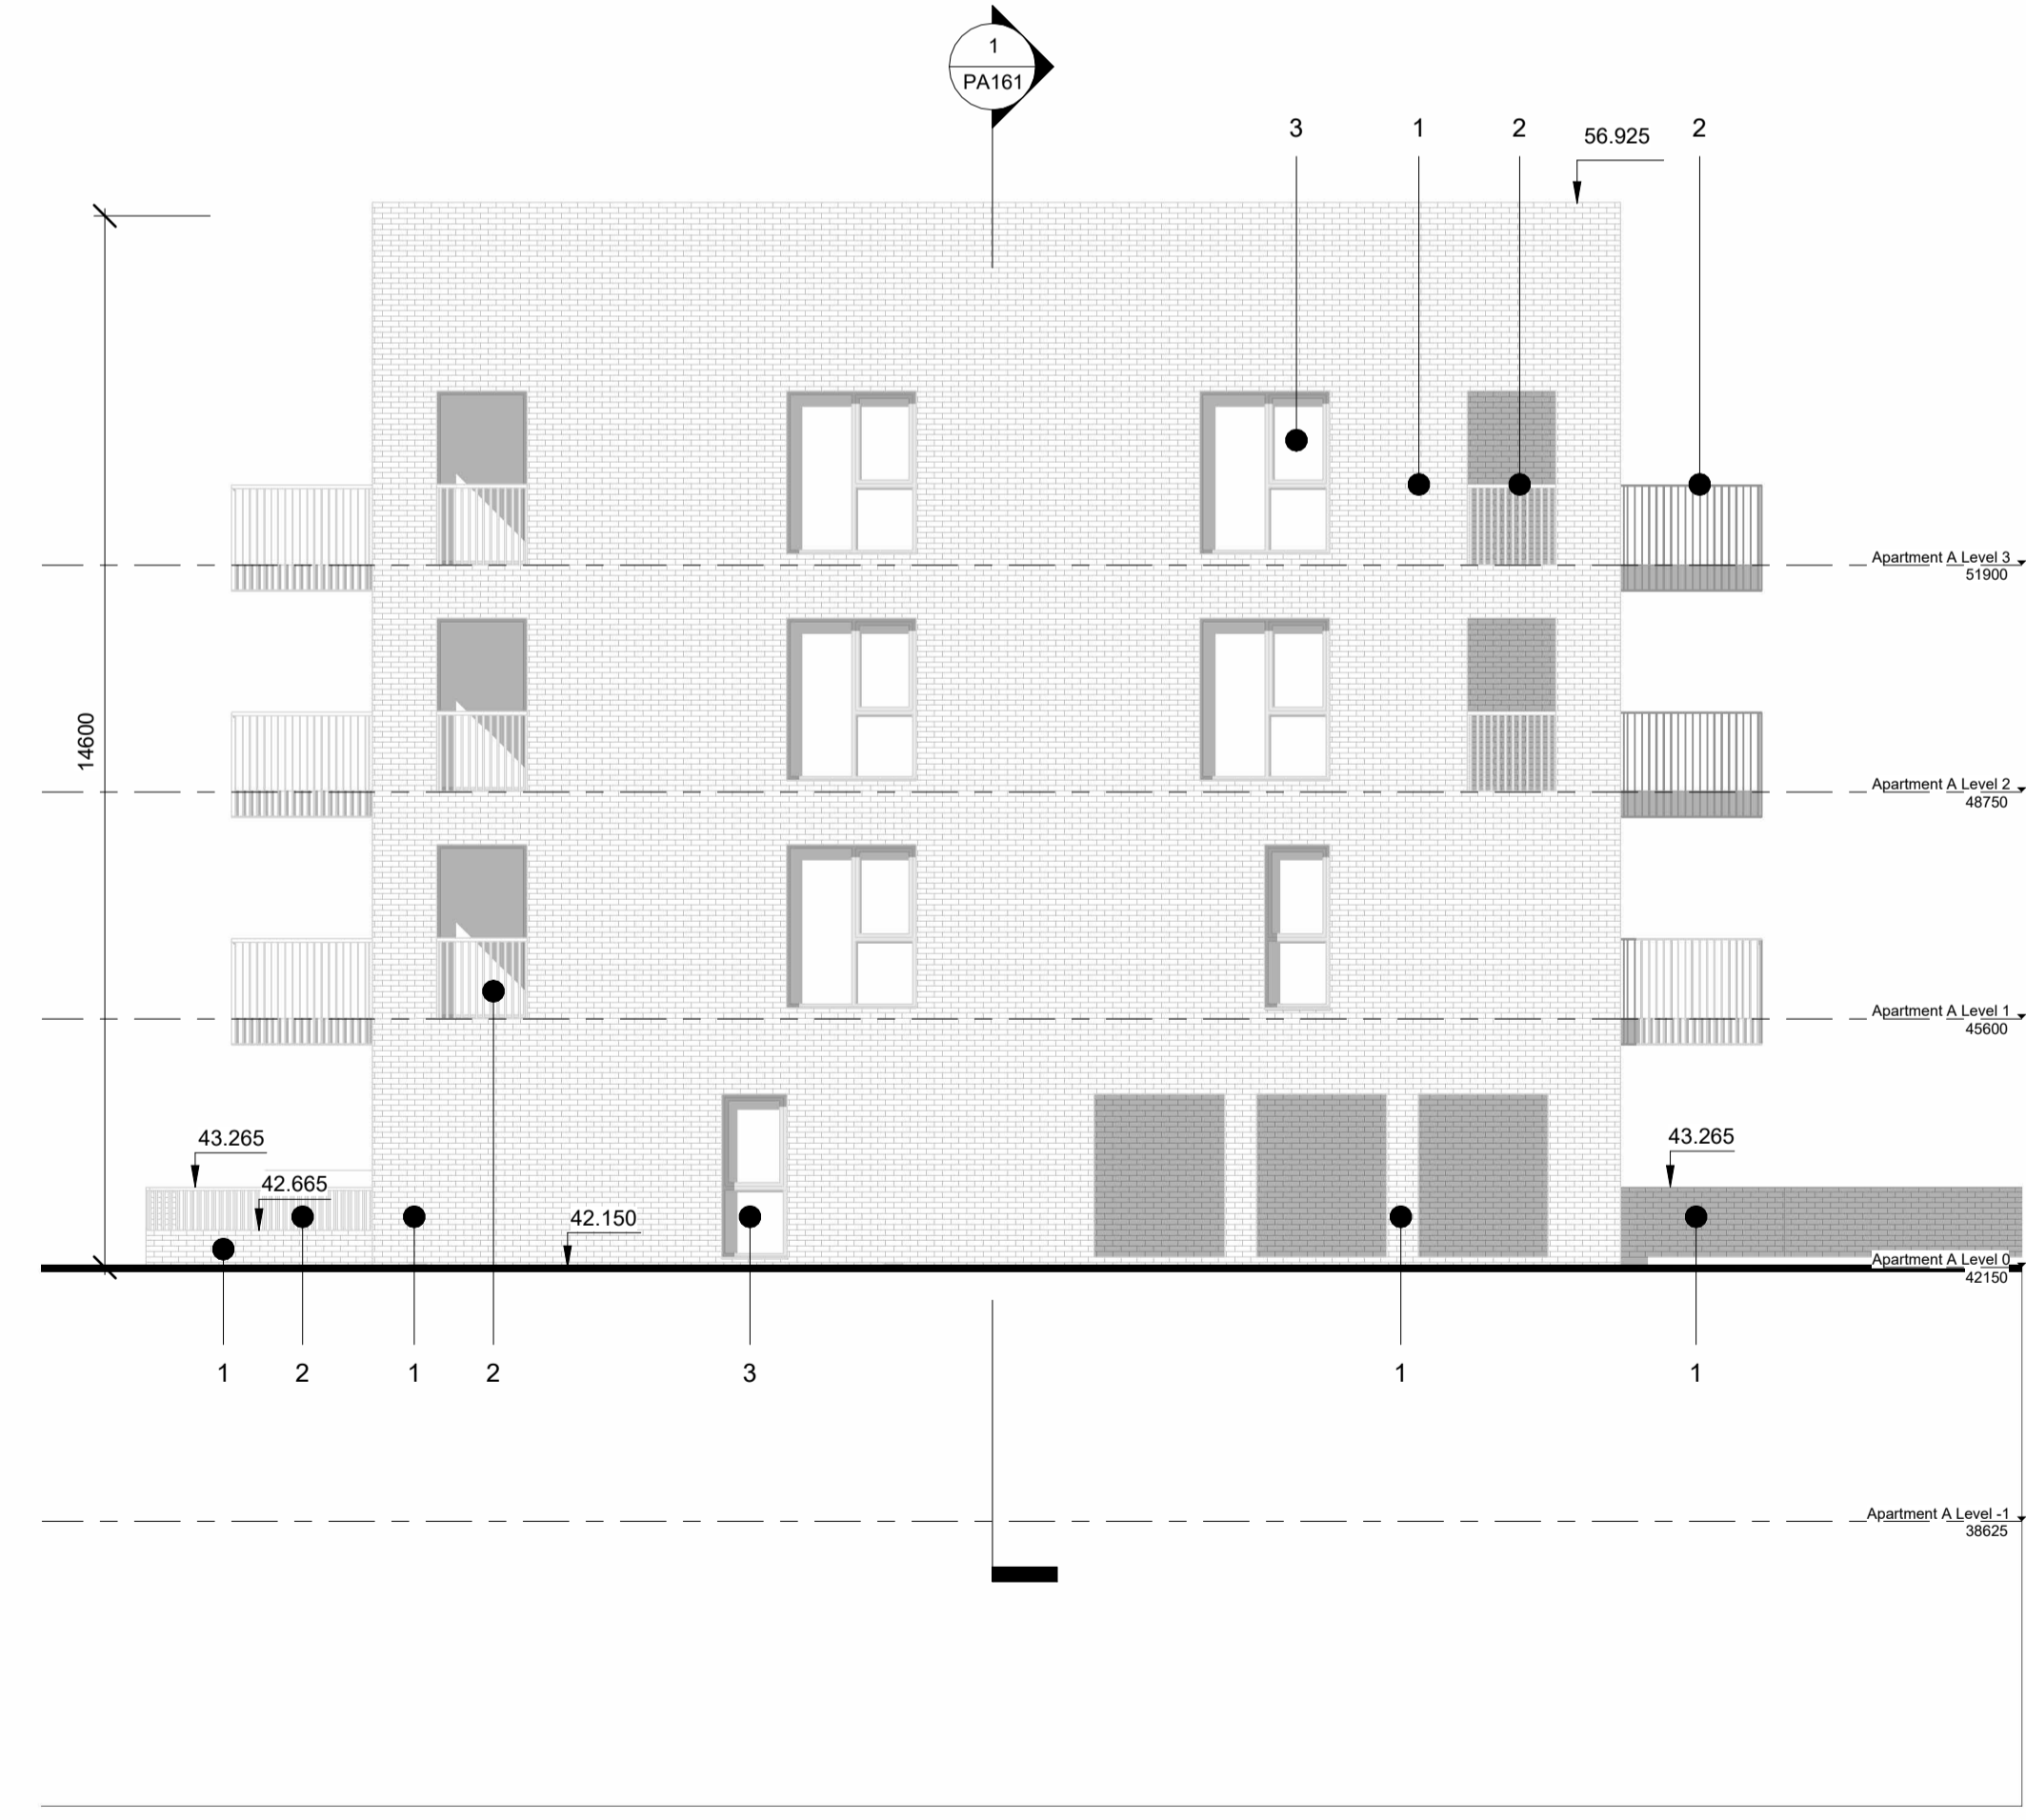 1
PA161
3 1 2 2
56.925
Apartment A Level 3
51900
14600
Apartment A Level 2
48750
Apartment A Level 1
45600
43.265
43.265
42.665
42.150
Apartment A Level 0
42150
1 2 1 2 3 1 1
Apartment A Level -1
38625